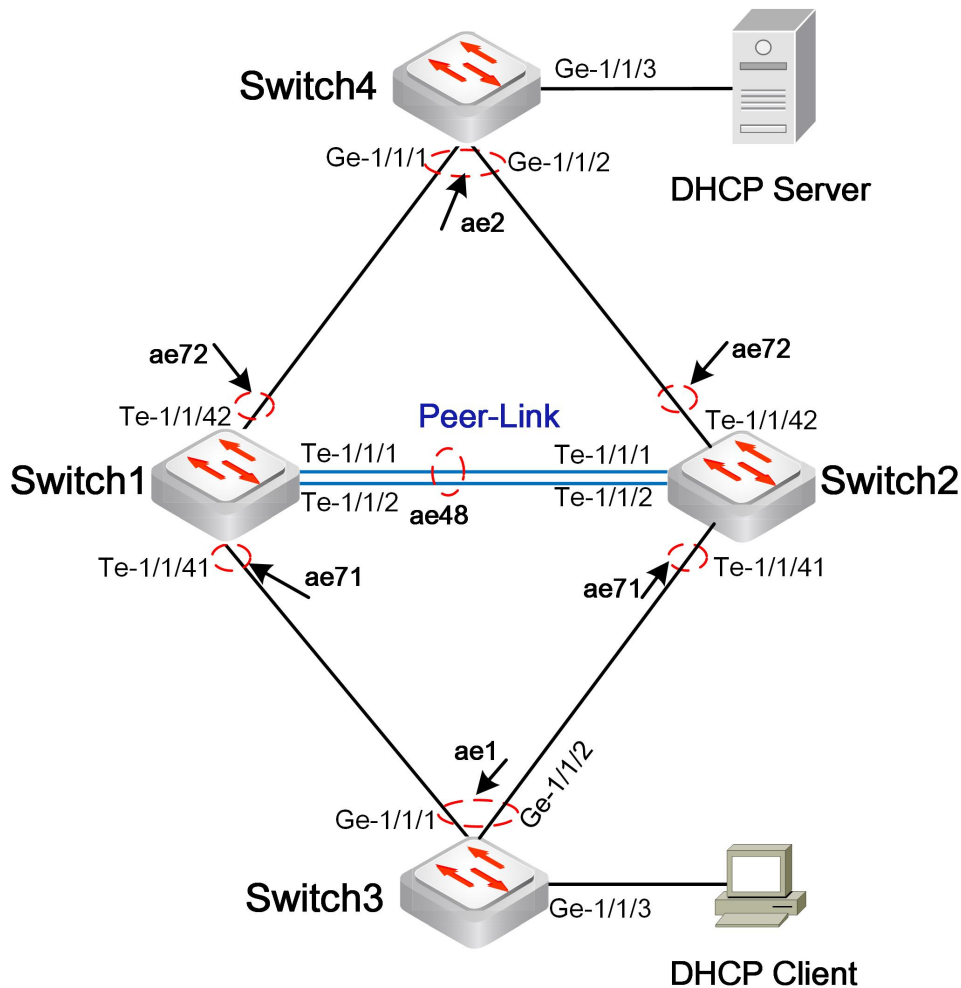 Switch4
Ge-1/1/3
DHCP Server
Ge-1/1/1
Ge-1/1/2
ae2
ae72
ae72
Te-1/1/42
Te-1/1/42
Peer-Link
Switch1
Te-1/1/1
Te-1/1/1
Switch2
Te-1/1/2
Te-1/1/2
ae48
Te-1/1/41
ae71
ae71
Te-1/1/41
ae1
Ge-1/1/2
Ge-1/1/1
Switch3
Ge-1/1/3
DHCP Client